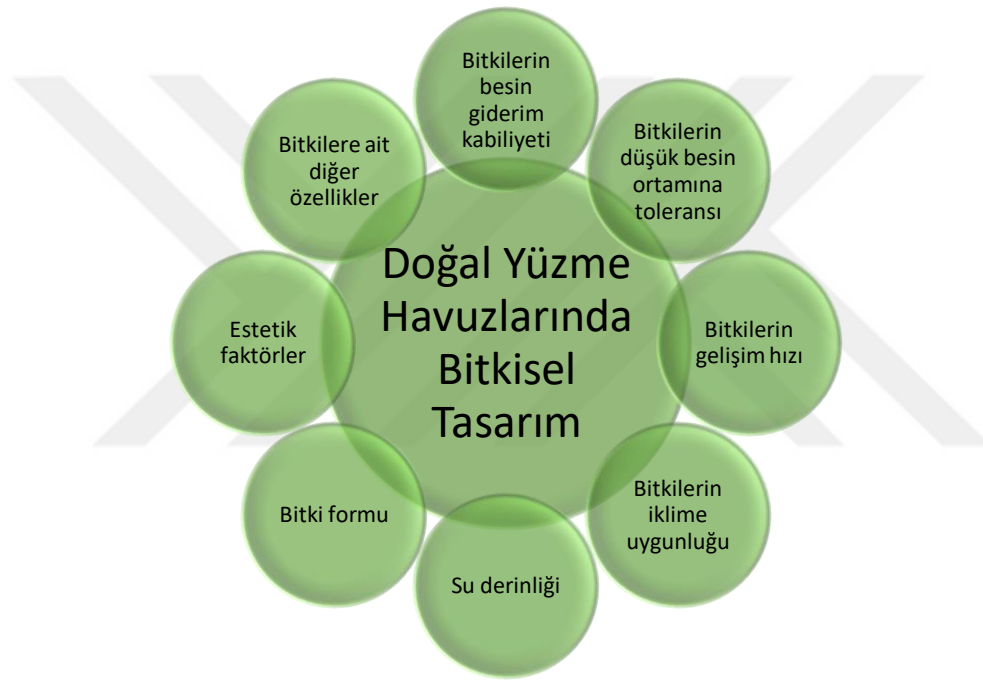 Bitkilerin
besin
giderim
kabiliyeti
Bitkilerin
düşük besin
ortamına
toleransı
Bitkilerin
gelişim hızı
Bitkilerin
iklime
uygunluğu
Su derinliği
Bitki formu
Estetik
faktörler
Bitkilere ait
diğer
özellikler
Doğal Yüzme
Havuzlarında
Bitkisel
Tasarım